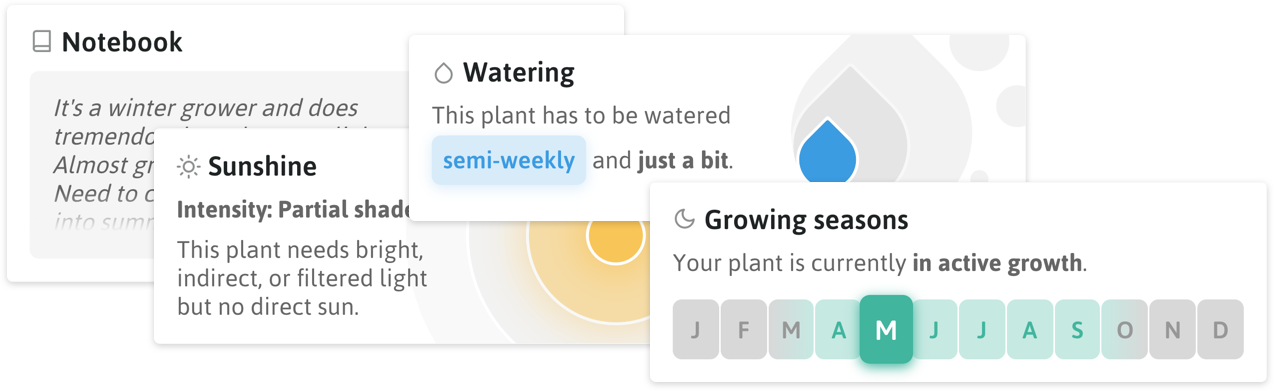 Notebook
It's a winter grower and does
Almost
Need to
into
Sunshine
Intensity: Partial shade
This plant needs bright,
indirect, or filtered light
but no direct sun.
Watering
This plant has to be watered
semi-weekly and just a bit.
Growing seasons
Your plant is currently in active growth.
J F M A M J J A S O N D